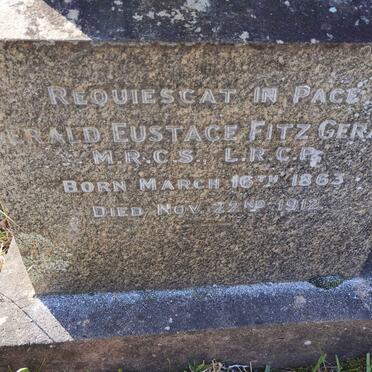 REQUIESCAT IN PACE
ERALD EUSTACE FITZ GERA
M.R.C.S., L.R.C.P.
BORN MARCH 16TH 1863
DIED NOV. 22ND 1912